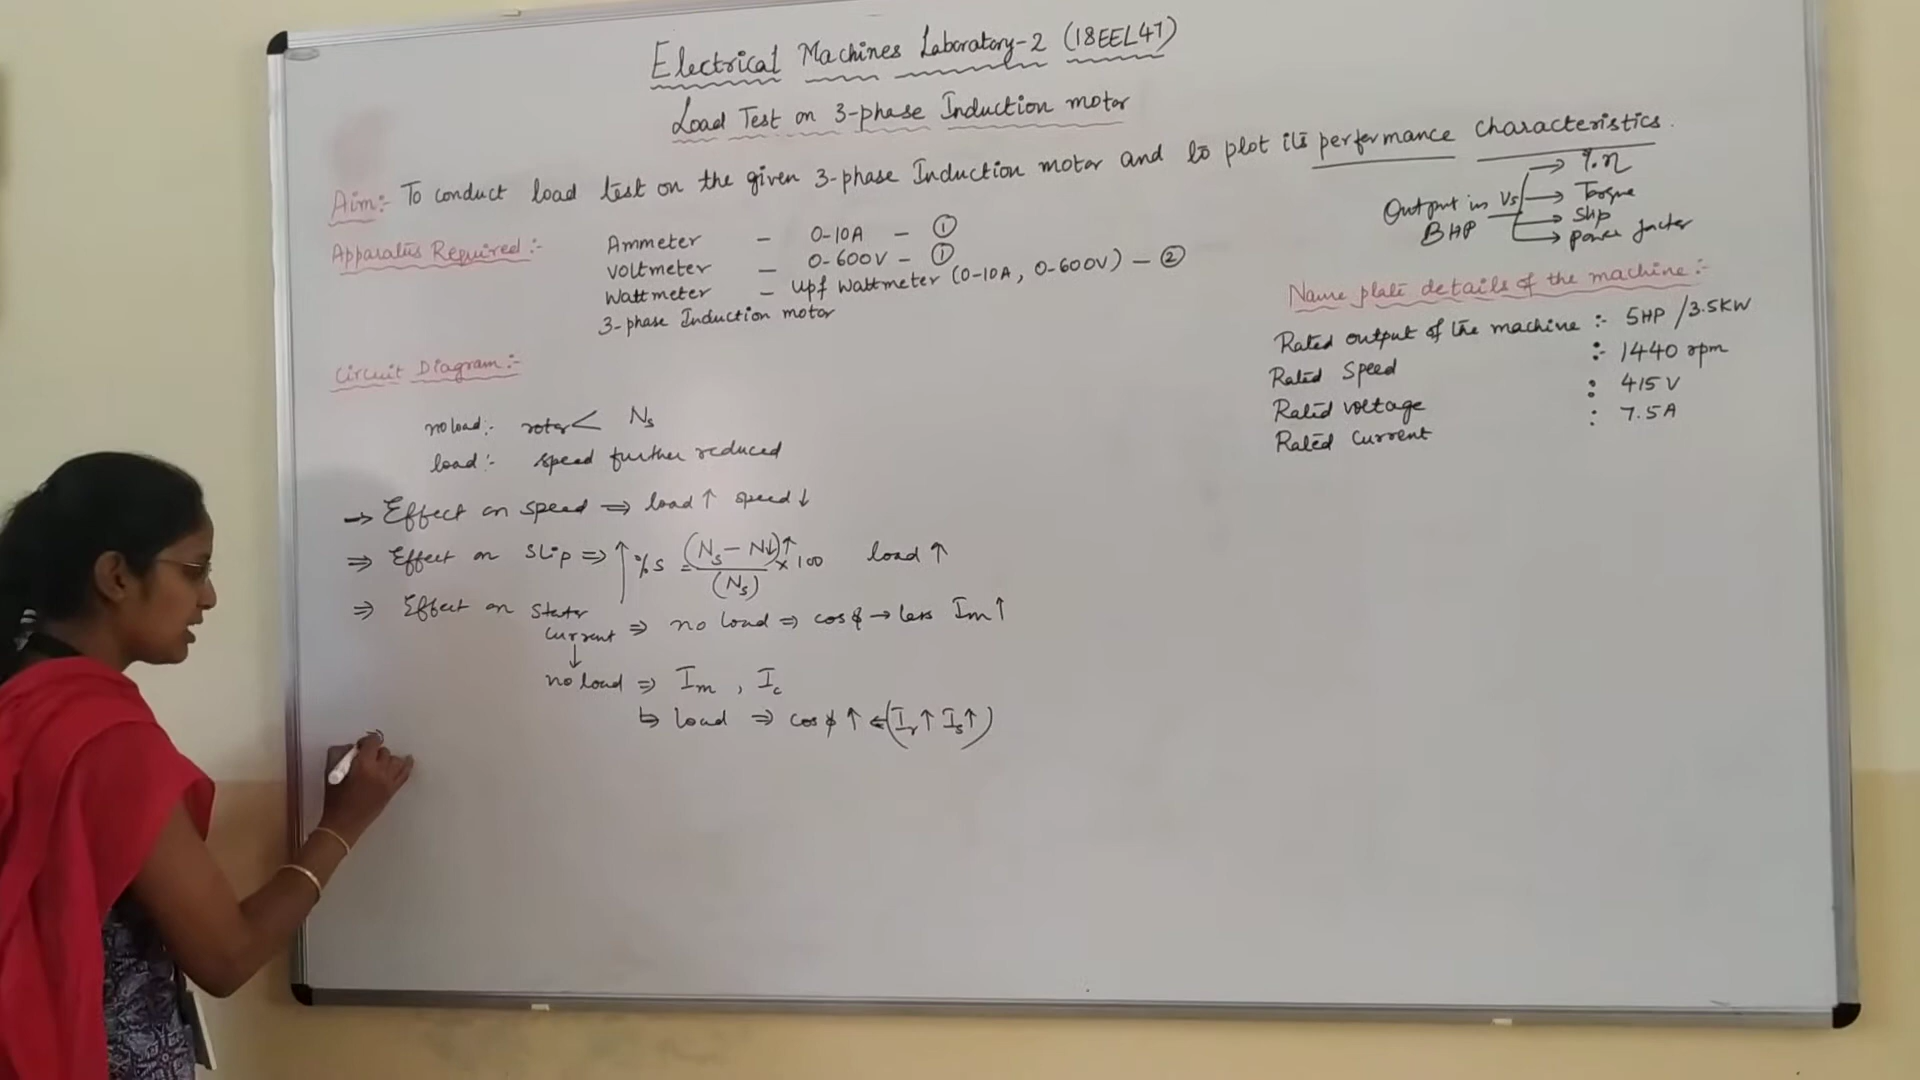 Electrical Machines Laboratory-2 (18EEL47)
Load Test on 3-phase Induction motor
Aim:- To conduct load test on the given 3-phase Induction motor and to plot its performance characteristics.
Output in BHP Vs
→ %η
→ Torque
→ Slip
→ power factor
Apparatus Required:-
Ammeter - 0-10A - ①
Voltmeter - 0-600V - ①
Wattmeter - upf wattmeter (0-10A, 0-600V) - ②
3-phase Induction motor
Name plate details of the machine:-
Rated output of the machine :- 5HP /3.5KW
Rated Speed :- 1440 rpm
Rated voltage : 415 V
Rated Current : 7.5A
Circuit Diagram:-
no load:- rotor < Ns
load:- speed further reduced
→ Effect on speed ⇒ load ↑ speed ↓
⇒ Effect on Slip ⇒ ↑ %s = (Ns - N↓)↑ / (Ns) × 100 load ↑
⇒ Effect on Stator current ⇒ no load ⇒ cosϕ → less Im ↑
↓
no load ⇒ Im , Ic
↳ load ⇒ cosϕ ↑ ← (Ir↑ Is↑)
⇒